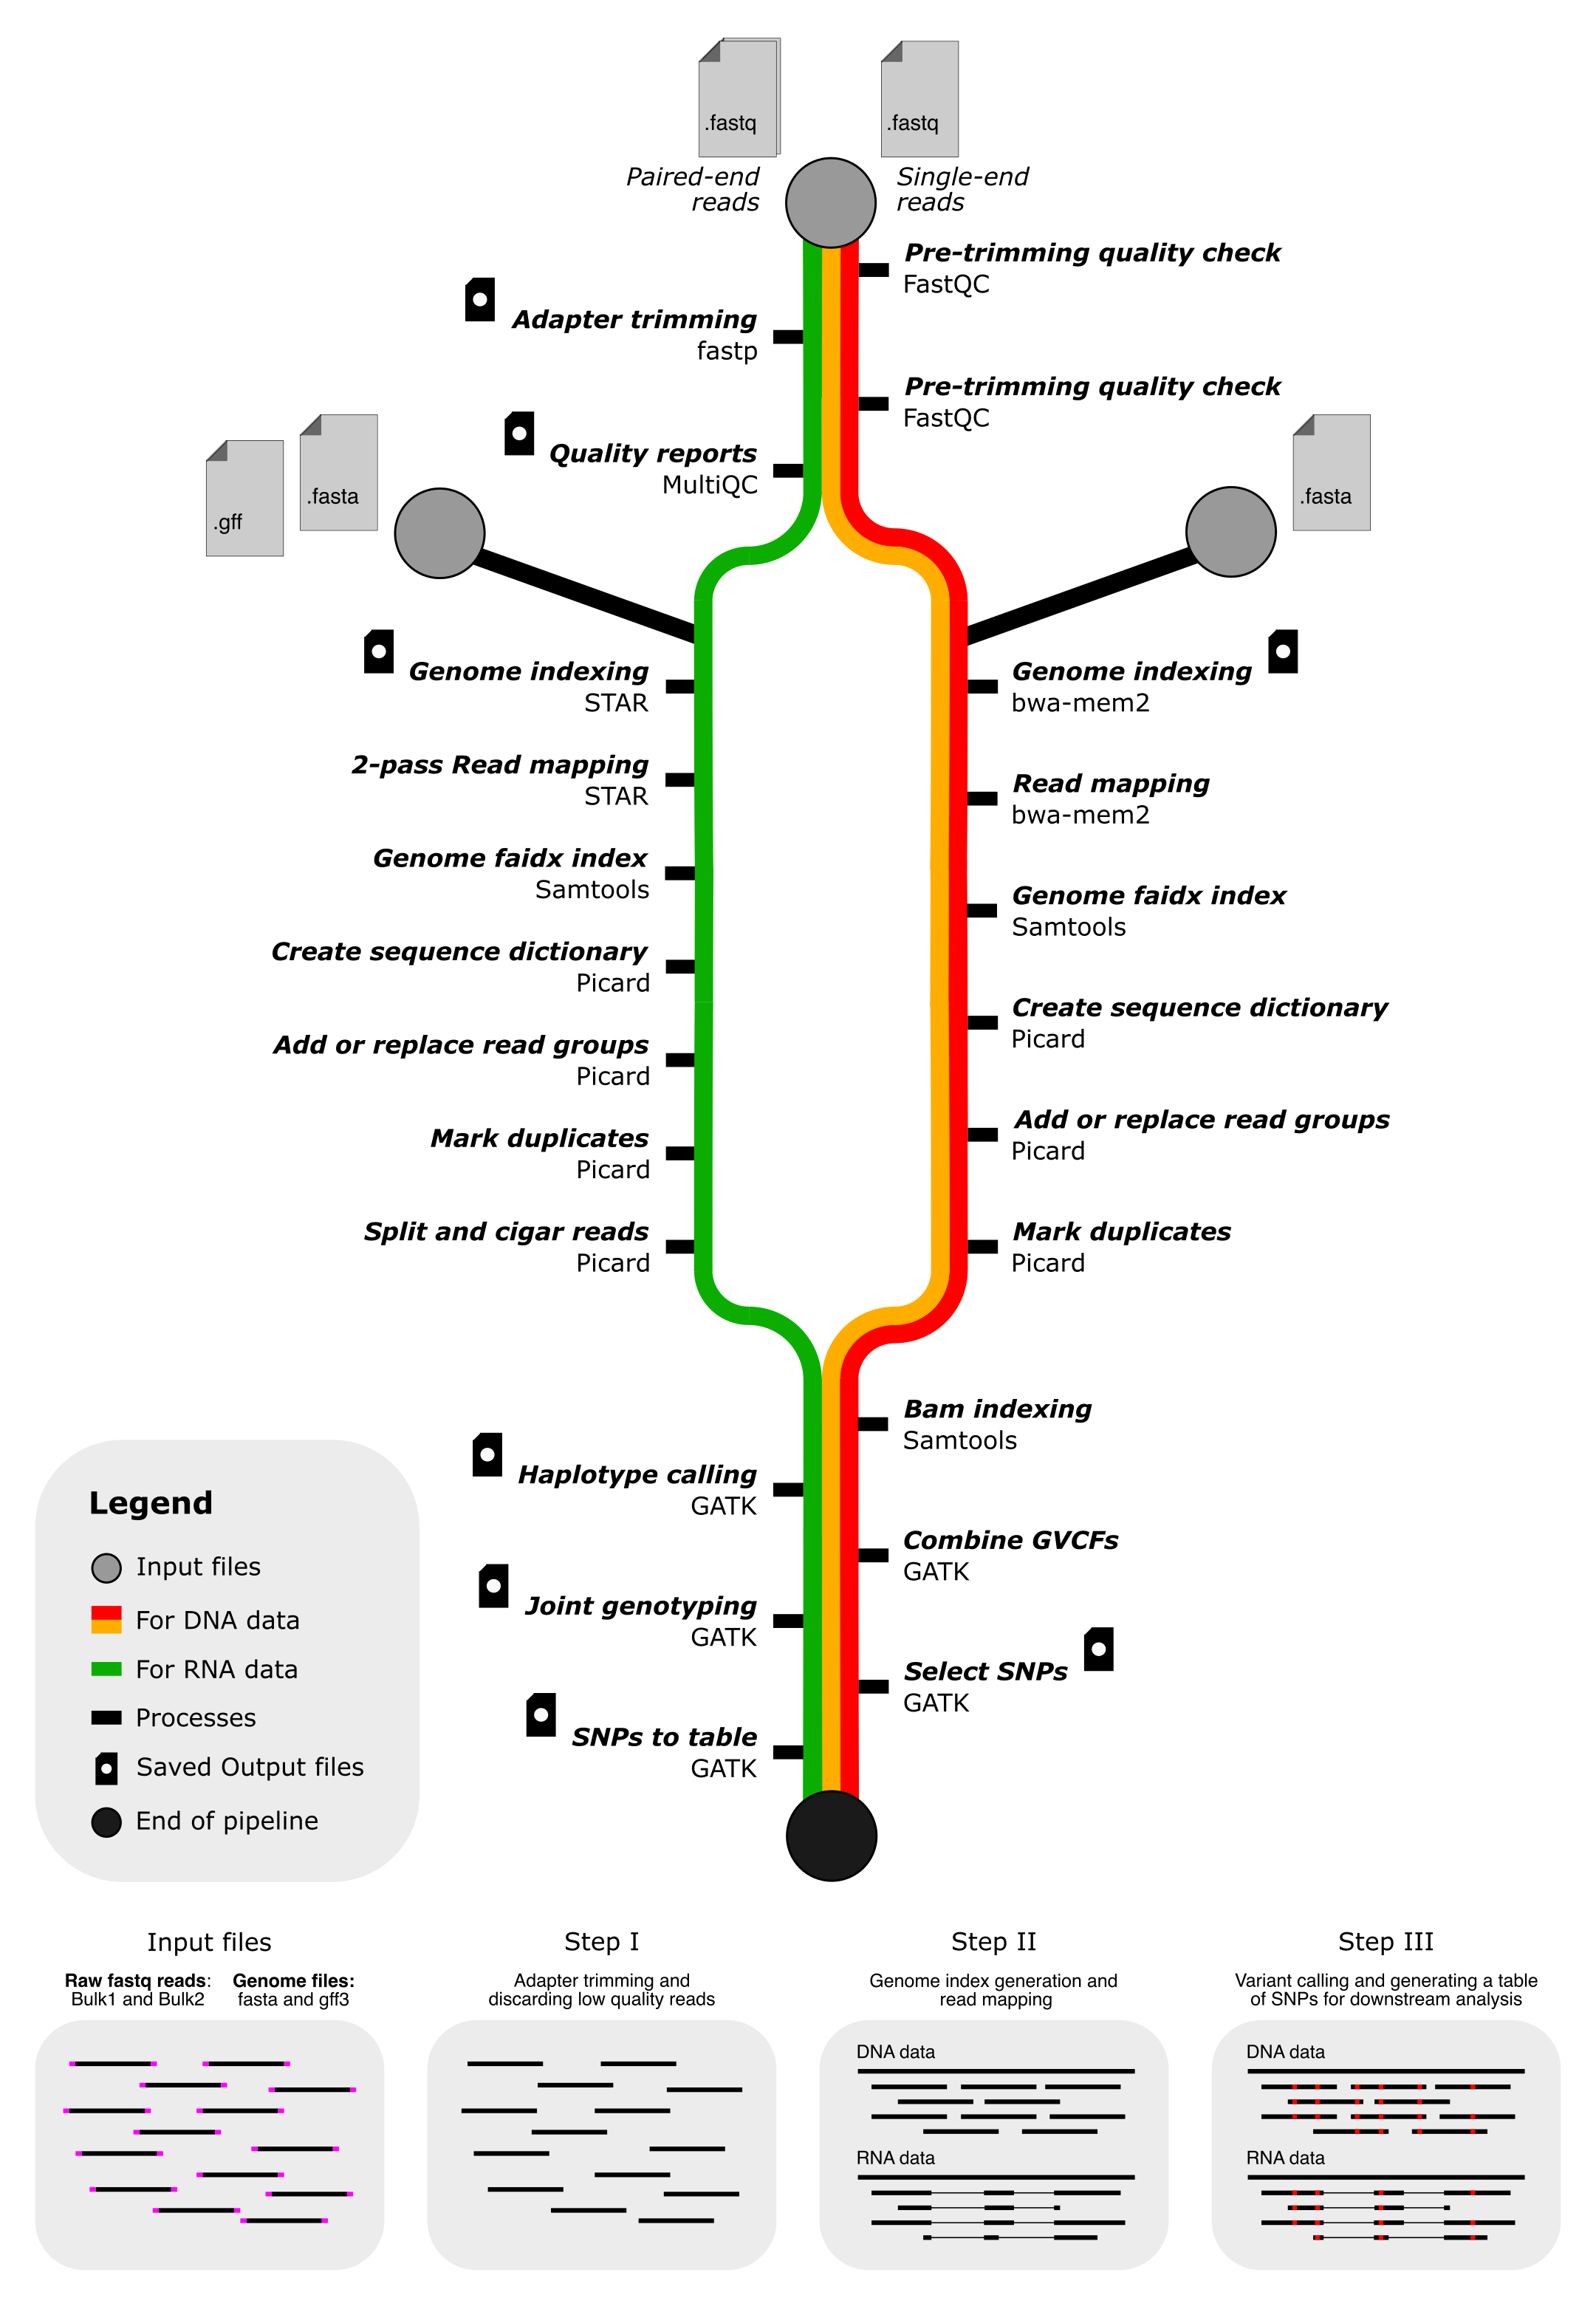 .fastq
.fastq
Paired-end
reads
Single-end
reads
Pre-trimming quality check
FastQC
Adapter trimming
fastp
Pre-trimming quality check
FastQC
Quality reports
MultiQC
.gff
.fasta
.fasta
Genome indexing
STAR
2-pass Read mapping
STAR
Genome faidx index
Samtools
Create sequence dictionary
Picard
Add or replace read groups
Picard
Mark duplicates
Picard
Split and cigar reads
Picard
Genome indexing
bwa-mem2
Read mapping
bwa-mem2
Genome faidx index
Samtools
Create sequence dictionary
Picard
Add or replace read groups
Picard
Mark duplicates
Picard
Bam indexing
Samtools
Haplotype calling
GATK
Combine GVCFs
GATK
Joint genotyping
GATK
Select SNPs
GATK
SNPs to table
GATK
Legend
Input files
For DNA data
For RNA data
Processes
Saved Output files
End of pipeline
Input files
Raw fastq reads:
Bulk1 and Bulk2
Genome files:
fasta and gff3
Step I
Adapter trimming and
discarding low quality reads
Step II
Genome index generation and
read mapping
DNA data
RNA data
Step III
Variant calling and generating a table
of SNPs for downstream analysis
DNA data
RNA data